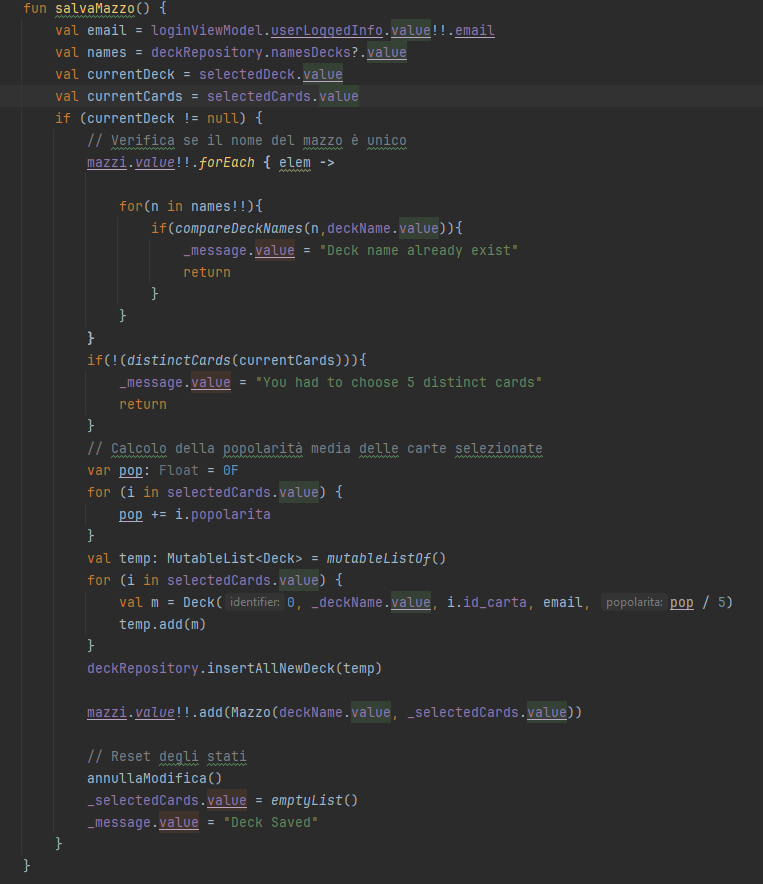 fun salvaMazzo() {
    val email = loginViewModel.userLoggedInfo.value!!.email
    val names = deckRepository.namesDecks?.value
    val currentDeck = selectedDeck.value
    val currentCards = selectedCards.value
    if (currentDeck != null) {
        // Verifica se il nome del mazzo è unico
        mazzi.value!!.forEach { elem ->
            for(n in names!!){
                if(compareDeckNames(n,deckName.value)){
                    _message.value = "Deck name already exist"
                    return
                }
            }
        }
        if(!(distinctCards(currentCards))){
            _message.value = "You had to choose 5 distinct cards"
            return
        }
        // Calcolo della popolarità media delle carte selezionate
        var pop: Float = 0F
        for (i in selectedCards.value) {
            pop += i.popolarita
        }
        val temp: MutableList<Deck> = mutableListOf()
        for (i in selectedCards.value) {
            val m = Deck( identifier: 0, _deckName.value, i.id_carta, email, popolarita: pop / 5)
            temp.add(m)
        }
        deckRepository.insertAllNewDeck(temp)
        mazzi.value!!.add(Mazzo(deckName.value, _selectedCards.value))
        // Reset degli stati
        annullaModifica()
        _selectedCards.value = emptyList()
        _message.value = "Deck Saved"
    }
}